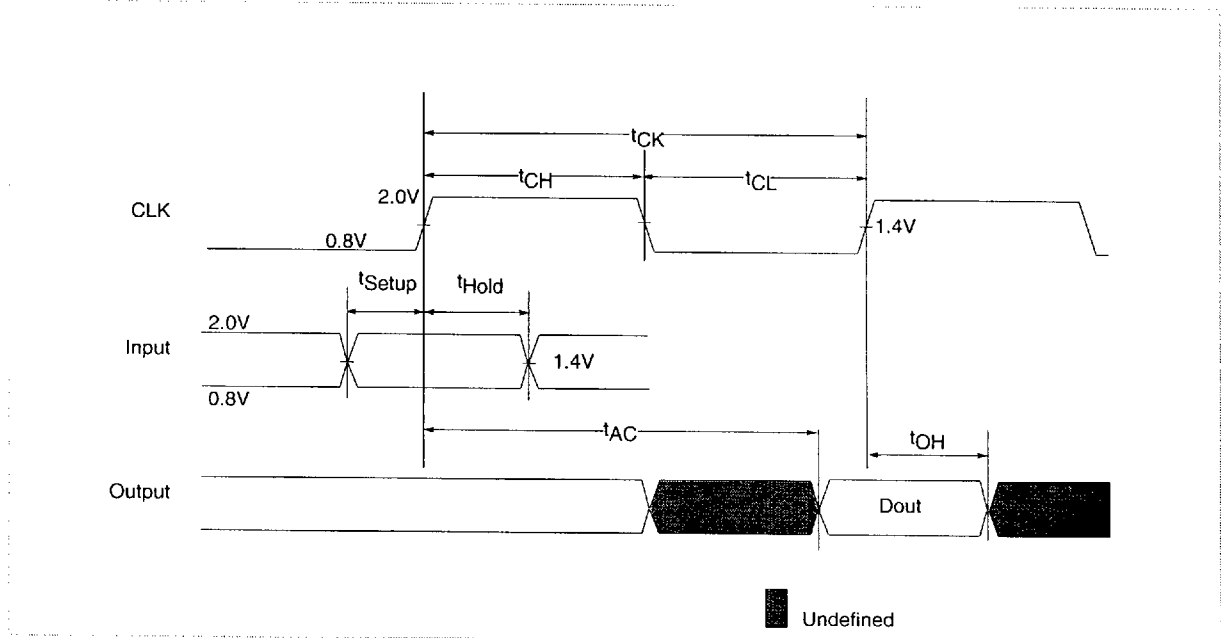 tCK
tCH
tCL
CLK
2.0V
0.8V
1.4V
tSetup
tHold
Input
2.0V
1.4V
0.8V
tAC
tOH
Output
Dout
Undefined